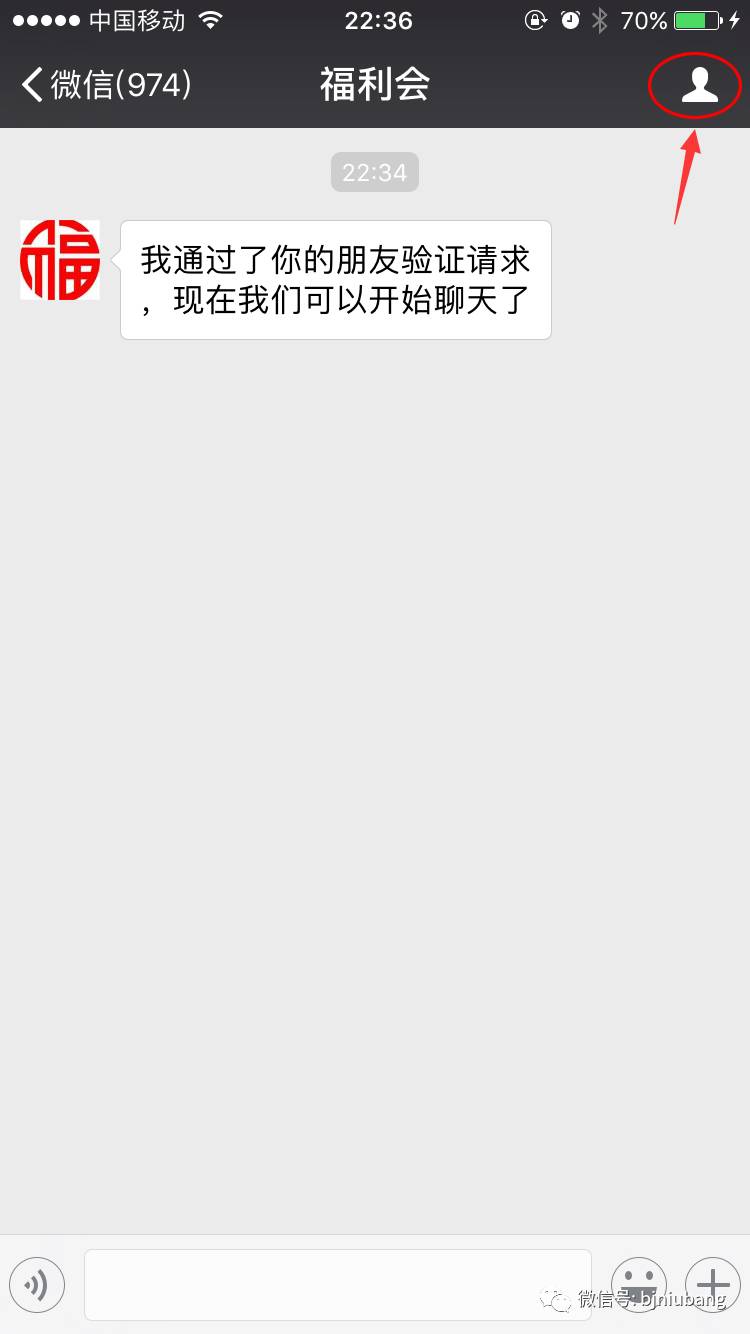 中国移动 22:36 70%
微信(974) 福利会
22:34
福
我通过了你的朋友验证请求
，现在我们可以开始聊天了
微信号: bjniubang